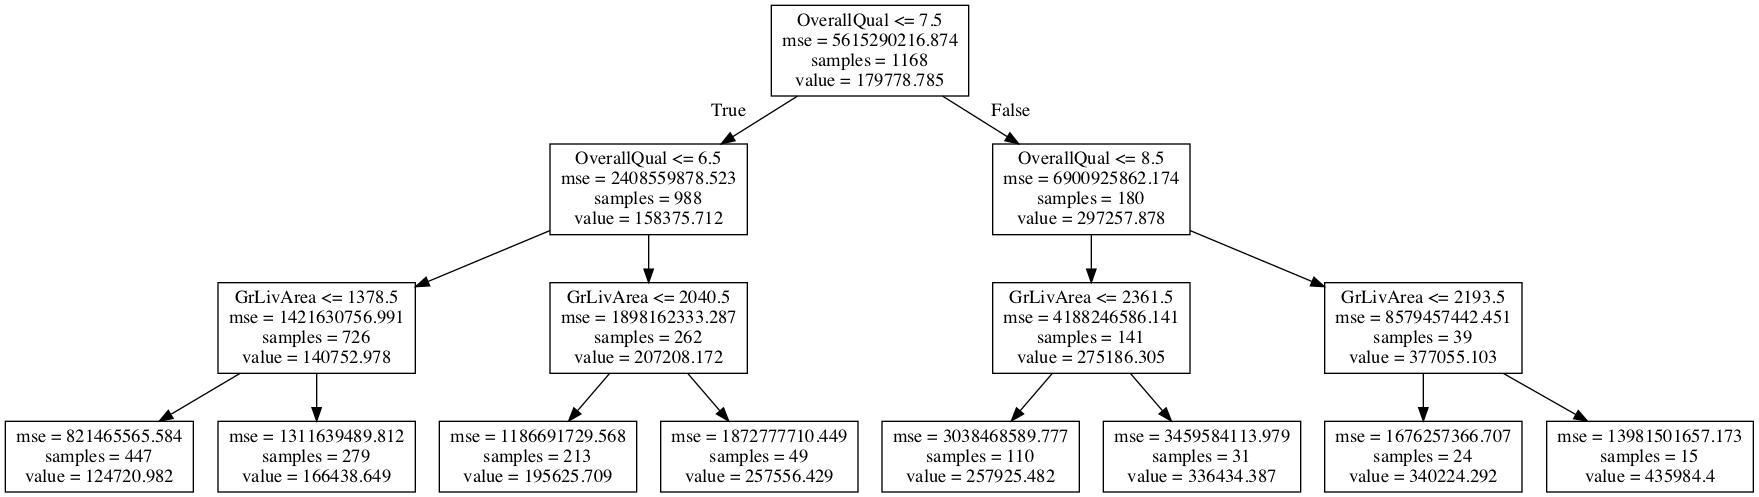 OverallQual <= 7.5
mse = 5615290216.874
samples = 1168
value = 179778.785
True
False
OverallQual <= 6.5
mse = 2408559878.523
samples = 988
value = 158375.712
OverallQual <= 8.5
mse = 6900925862.174
samples = 180
value = 297257.878
GrLivArea <= 1378.5
mse = 1421630756.991
samples = 726
value = 140752.978
GrLivArea <= 2040.5
mse = 1898162333.287
samples = 262
value = 207208.172
GrLivArea <= 2361.5
mse = 4188246586.141
samples = 141
value = 275186.305
GrLivArea <= 2193.5
mse = 8579457442.451
samples = 39
value = 377055.103
mse = 821465565.584
samples = 447
value = 124720.982
mse = 1311639489.812
samples = 279
value = 166438.649
mse = 1186691729.568
samples = 213
value = 195625.709
mse = 1872777710.449
samples = 49
value = 257556.429
mse = 3038468589.777
samples = 110
value = 257925.482
mse = 3459584113.979
samples = 31
value = 336434.387
mse = 1676257366.707
samples = 24
value = 340224.292
mse = 13981501657.173
samples = 15
value = 435984.4